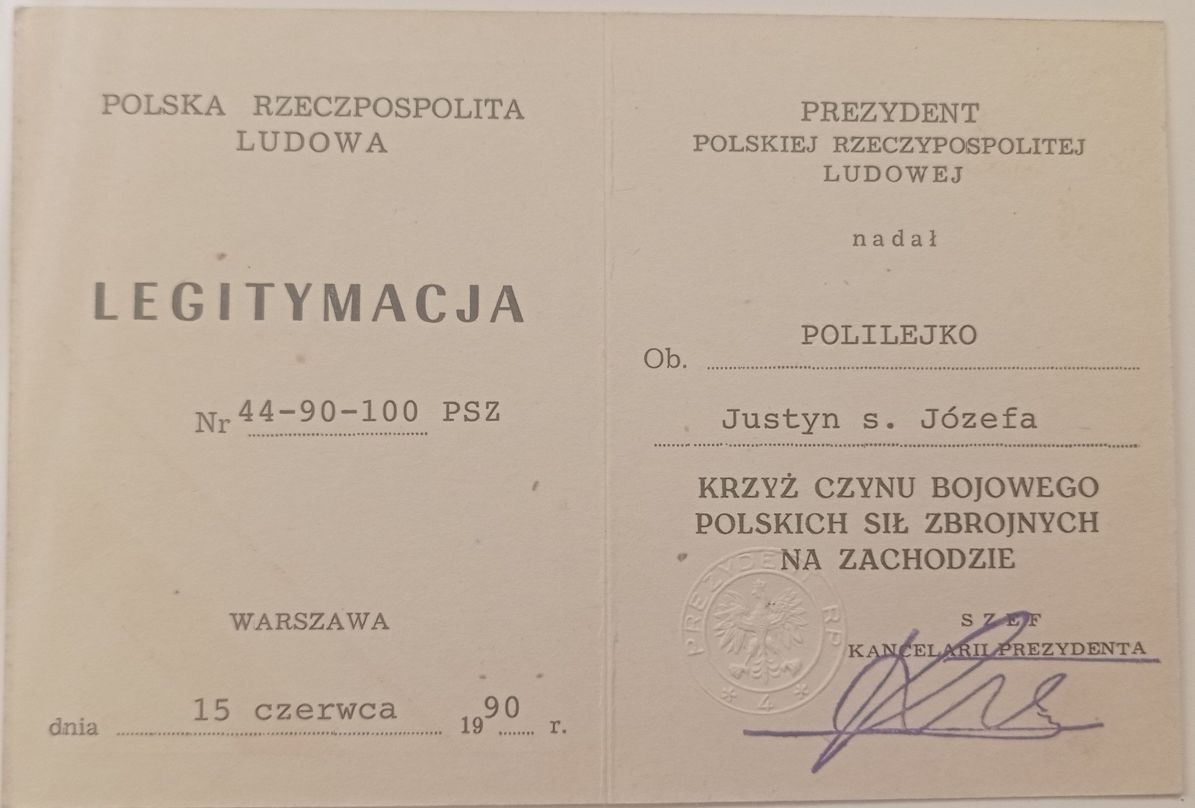 POLSKA RZECZPOSPOLITA
LUDOWA
LEGITYMACJA
Nr 44-90-100 PSZ
WARSZAWA
dnia 15 czerwca 1990 r.
PREZYDENT
POLSKIEJ RZECZYPOSPOLITEJ
LUDOWEJ
nadał
Ob. POLILEJKO
Justyn s. Józefa
KRZYŻ CZYNU BOJOWEGO
POLSKICH SIŁ ZBROJNYCH
NA ZACHODZIE
PREZYDENT RP
* 4 *
SZEF
KANCELARII PREZYDENTA